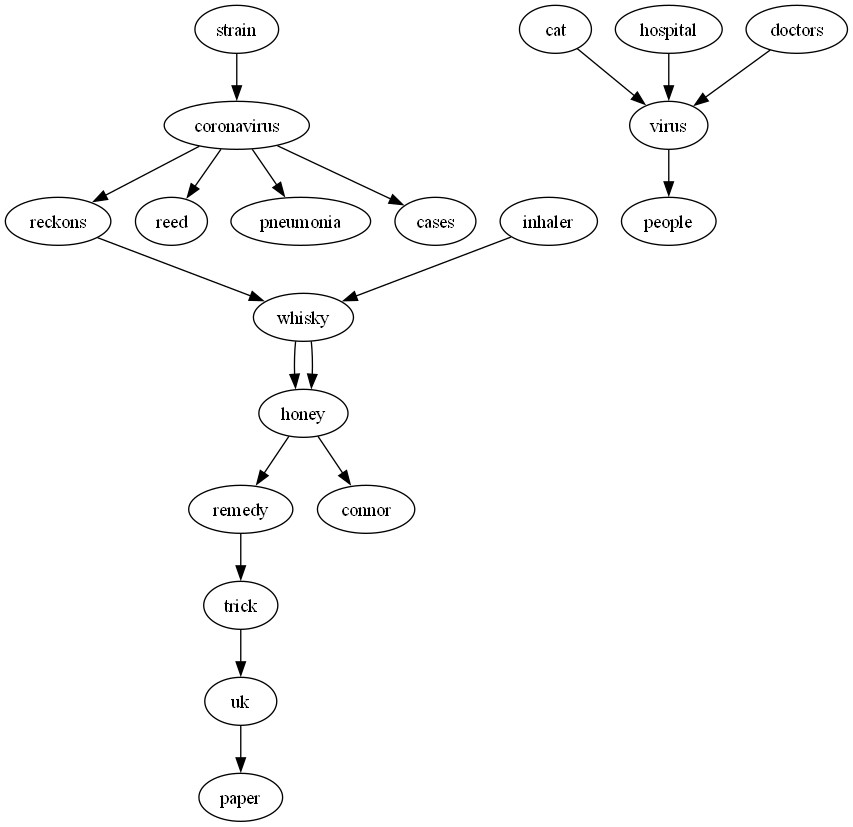 strain
cat
hospital
doctors
coronavirus
virus
reckons
reed
pneumonia
cases
inhaler
people
whisky
honey
remedy
connor
trick
uk
paper